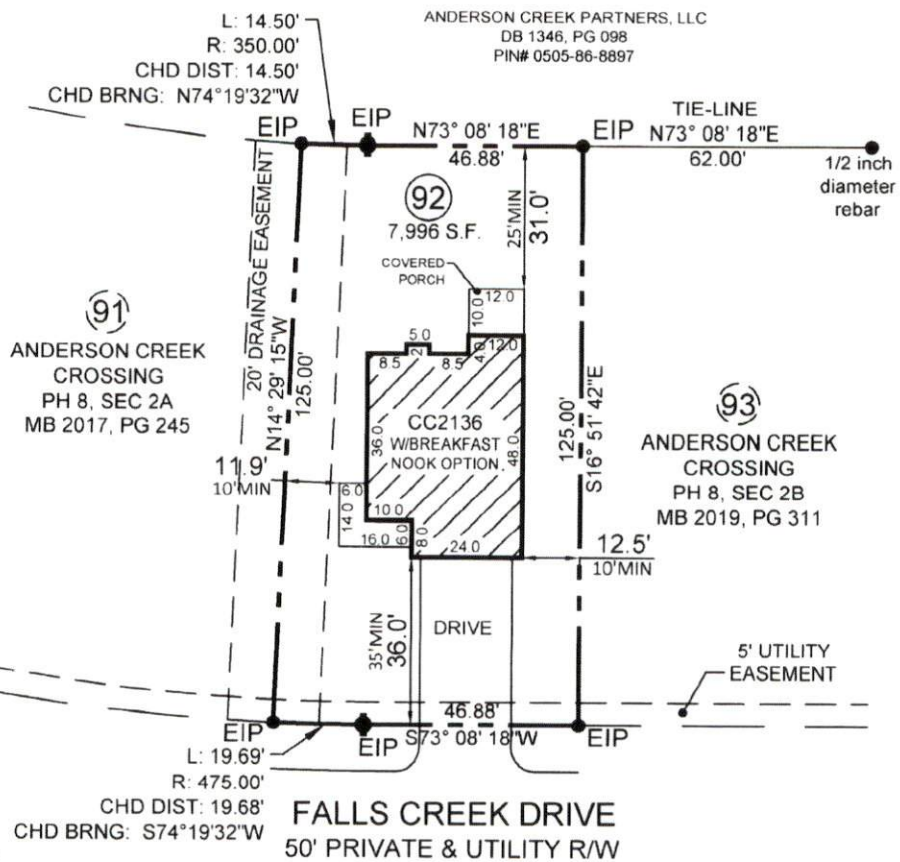 L: 14.50'
R: 350.00'
CHD DIST: 14.50'
CHD BRNG: N74°19'32"W
ANDERSON CREEK PARTNERS, LLC
DB 1346, PG 098
PIN# 0505-86-8897
EIP
EIP
N73° 08' 18"E
46.88'
EIP
TIE-LINE
N73° 08' 18"E
62.00'
1/2 inch
diameter
rebar
92
7,996 S.F.
25'MIN
31.0'
COVERED
PORCH
10.0
12.0
20' DRAINAGE EASEMENT
N14° 29' 15"W
125.00'
91
ANDERSON CREEK
CROSSING
PH 8, SEC 2A
MB 2017, PG 245
5.0
8.5
2
8.5
4.0
12.0
36.0
CC2136
W/BREAKFAST
NOOK OPTION
48.0
125.00'
S16° 51' 42"E
93
ANDERSON CREEK
CROSSING
PH 8, SEC 2B
MB 2019, PG 311
11.9'
10'MIN
6.0
14.0
10.0
16.0
6.0
8.0
24.0
12.5'
10'MIN
35'MIN
36.0'
DRIVE
5' UTILITY
EASEMENT
EIP
EIP
46.88'
S73° 08' 18"W
EIP
L: 19.69'
R: 475.00'
CHD DIST: 19.68'
CHD BRNG: S74°19'32"W
FALLS CREEK DRIVE
50' PRIVATE & UTILITY R/W